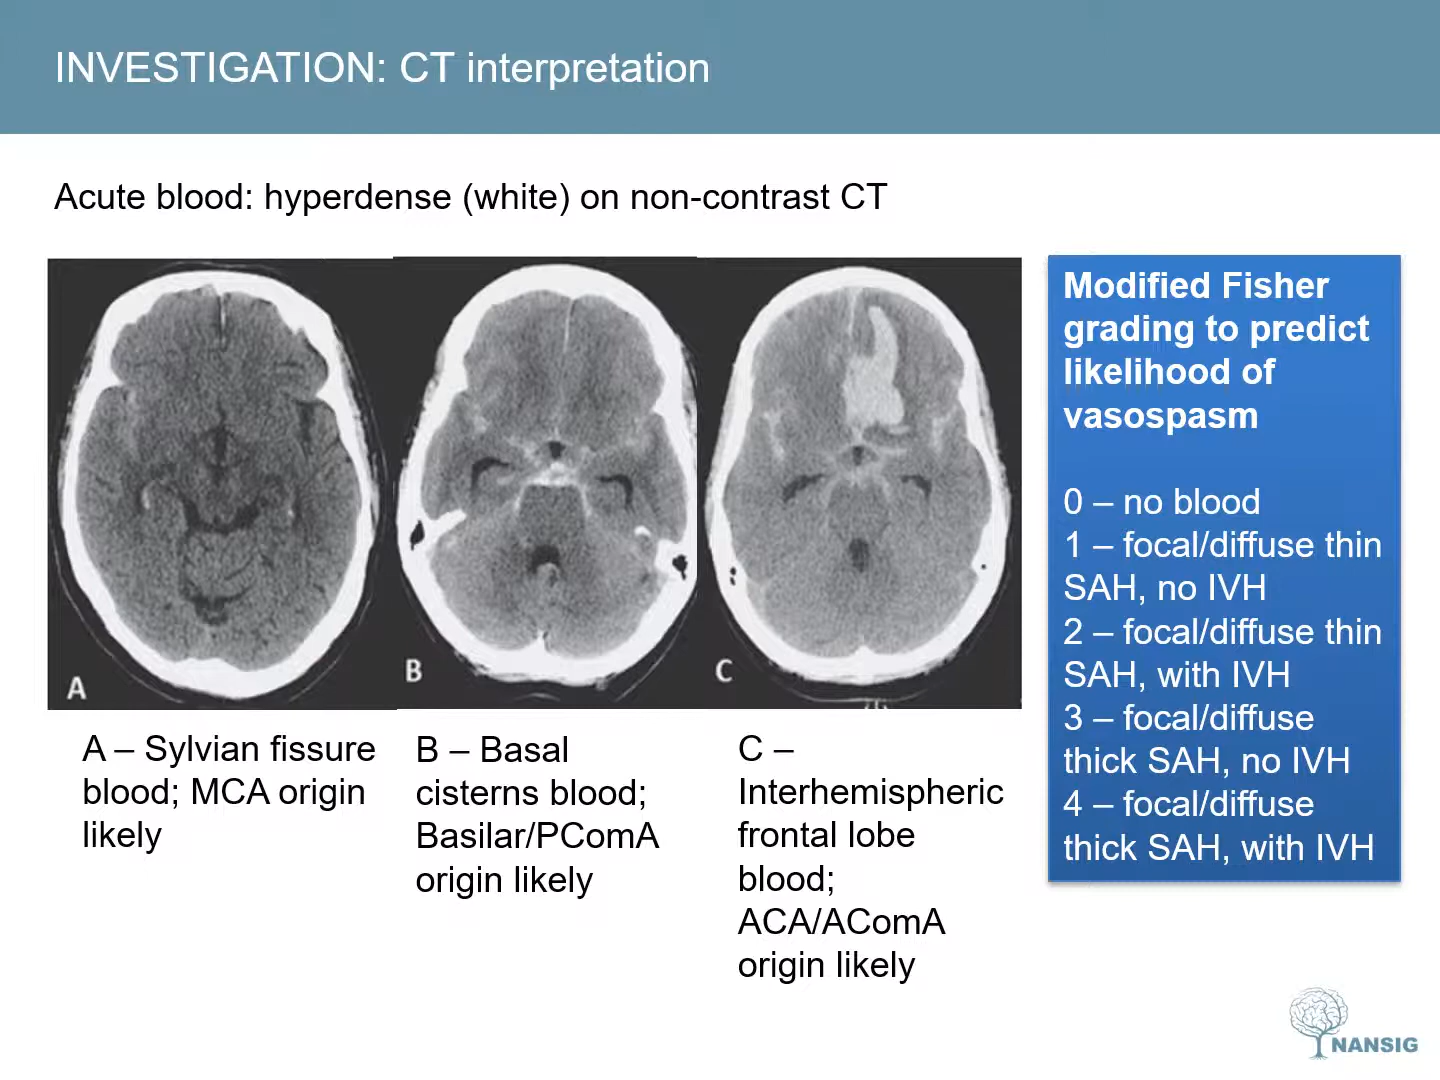 INVESTIGATION: CT interpretation
Acute blood: hyperdense (white) on non-contrast CT
A
B
C
A – Sylvian fissure
blood; MCA origin
likely
B – Basal
cisterns blood;
Basilar/PComA
origin likely
C –
Interhemispheric
frontal lobe
blood;
ACA/AComA
origin likely
Modified Fisher
grading to predict
likelihood of
vasospasm
0 – no blood
1 – focal/diffuse thin
SAH, no IVH
2 – focal/diffuse thin
SAH, with IVH
3 – focal/diffuse
thick SAH, no IVH
4 – focal/diffuse
thick SAH, with IVH
NANSIG